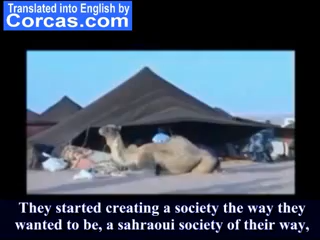 Translated into English by
Corcas.com
They started creating a society the way they
wanted to be, a sahraoui society of their way,